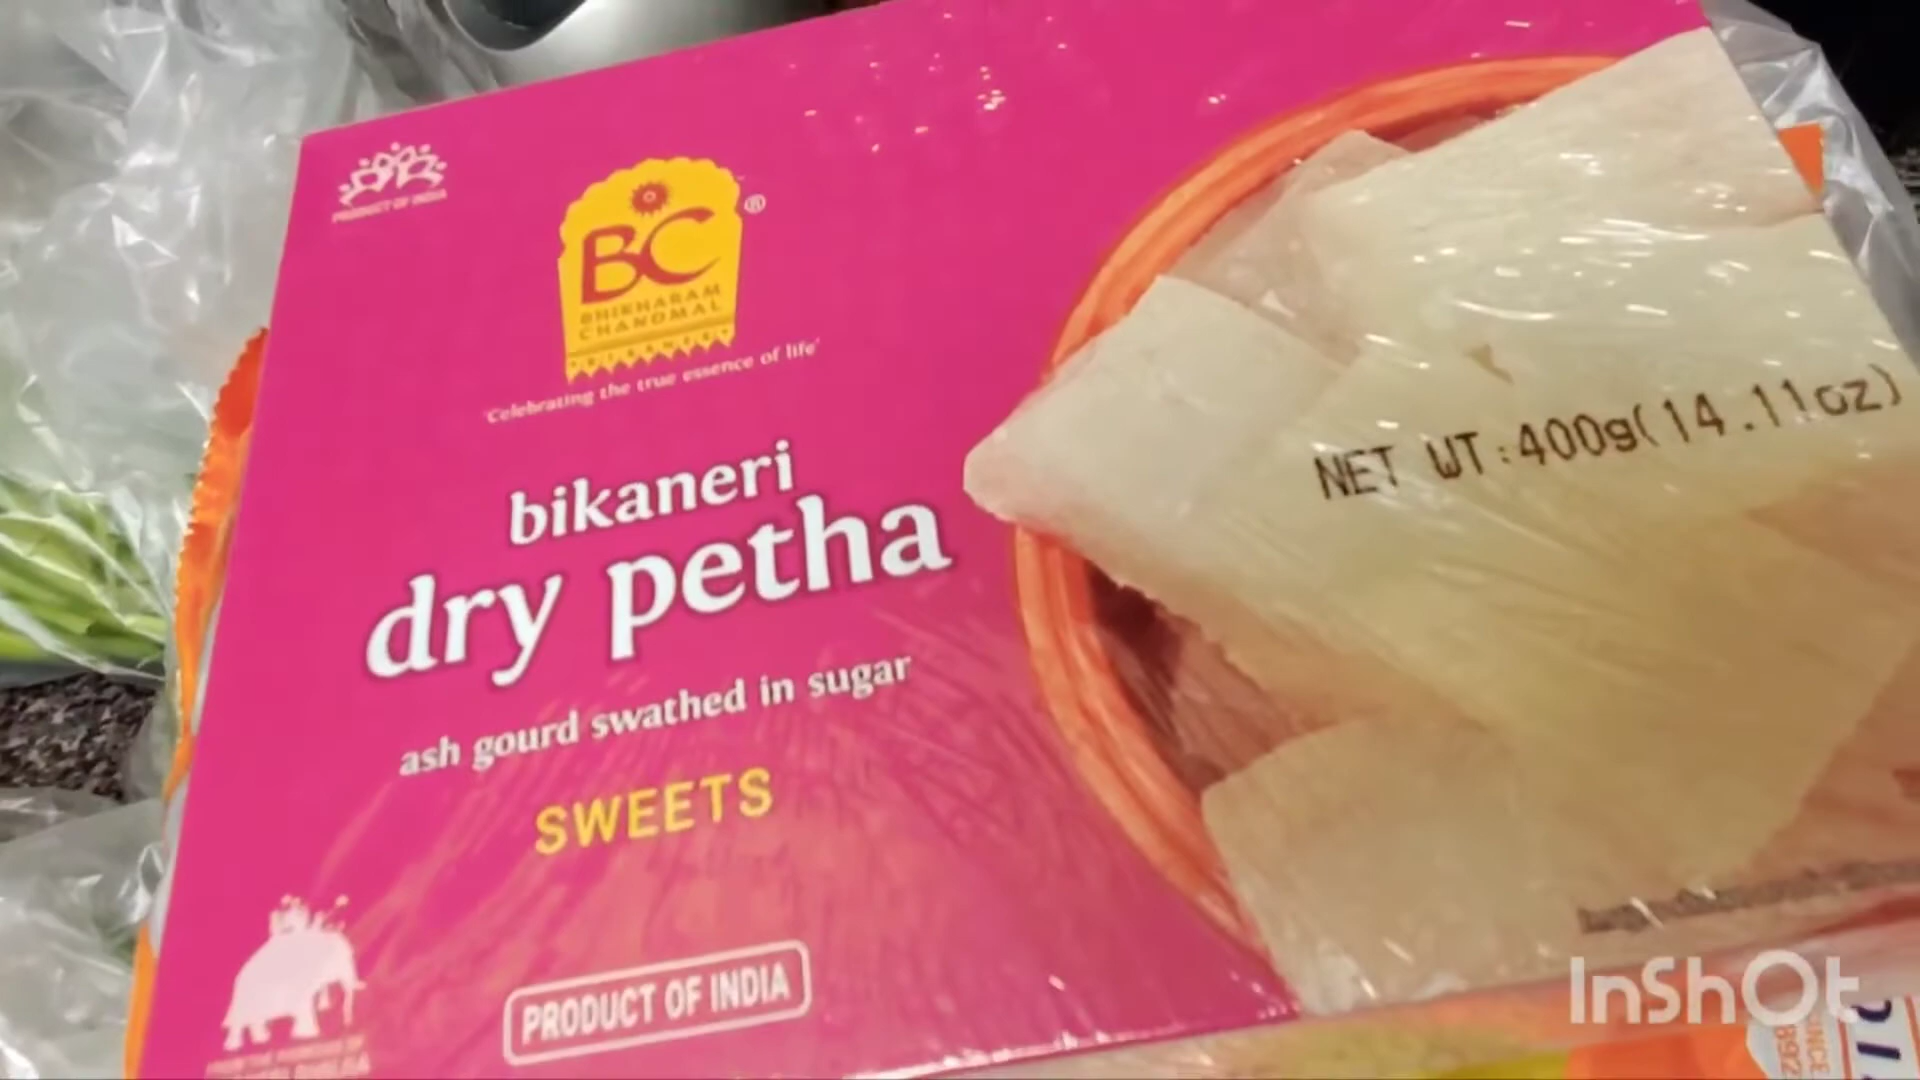 PRODUCT OF INDIA
BC®
BHIKHARAM
CHANDMAL
'Celebrating the true essence of life'
bikaneri
dry petha
ash gourd swathed in sugar
SWEETS
PRODUCT OF INDIA
NET WT:400g(14.11oz)
InShOt